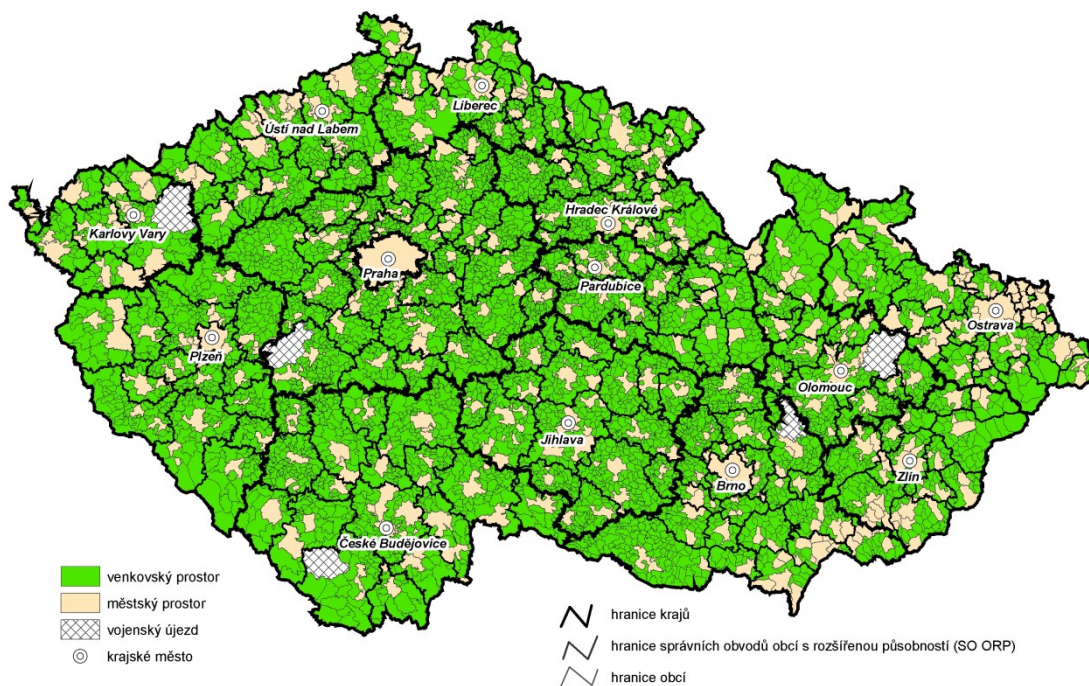 Liberec
Ústí nad Labem
Karlovy Vary
Hradec Králové
Praha
Pardubice
Plzeň
Ostrava
Olomouc
Jihlava
Brno
Zlín
České Budějovice
venkovský prostor
městský prostor
vojenský újezd
krajské město
hranice krajů
hranice správních obvodů obcí s rozšířenou působností (SO ORP)
hranice obcí